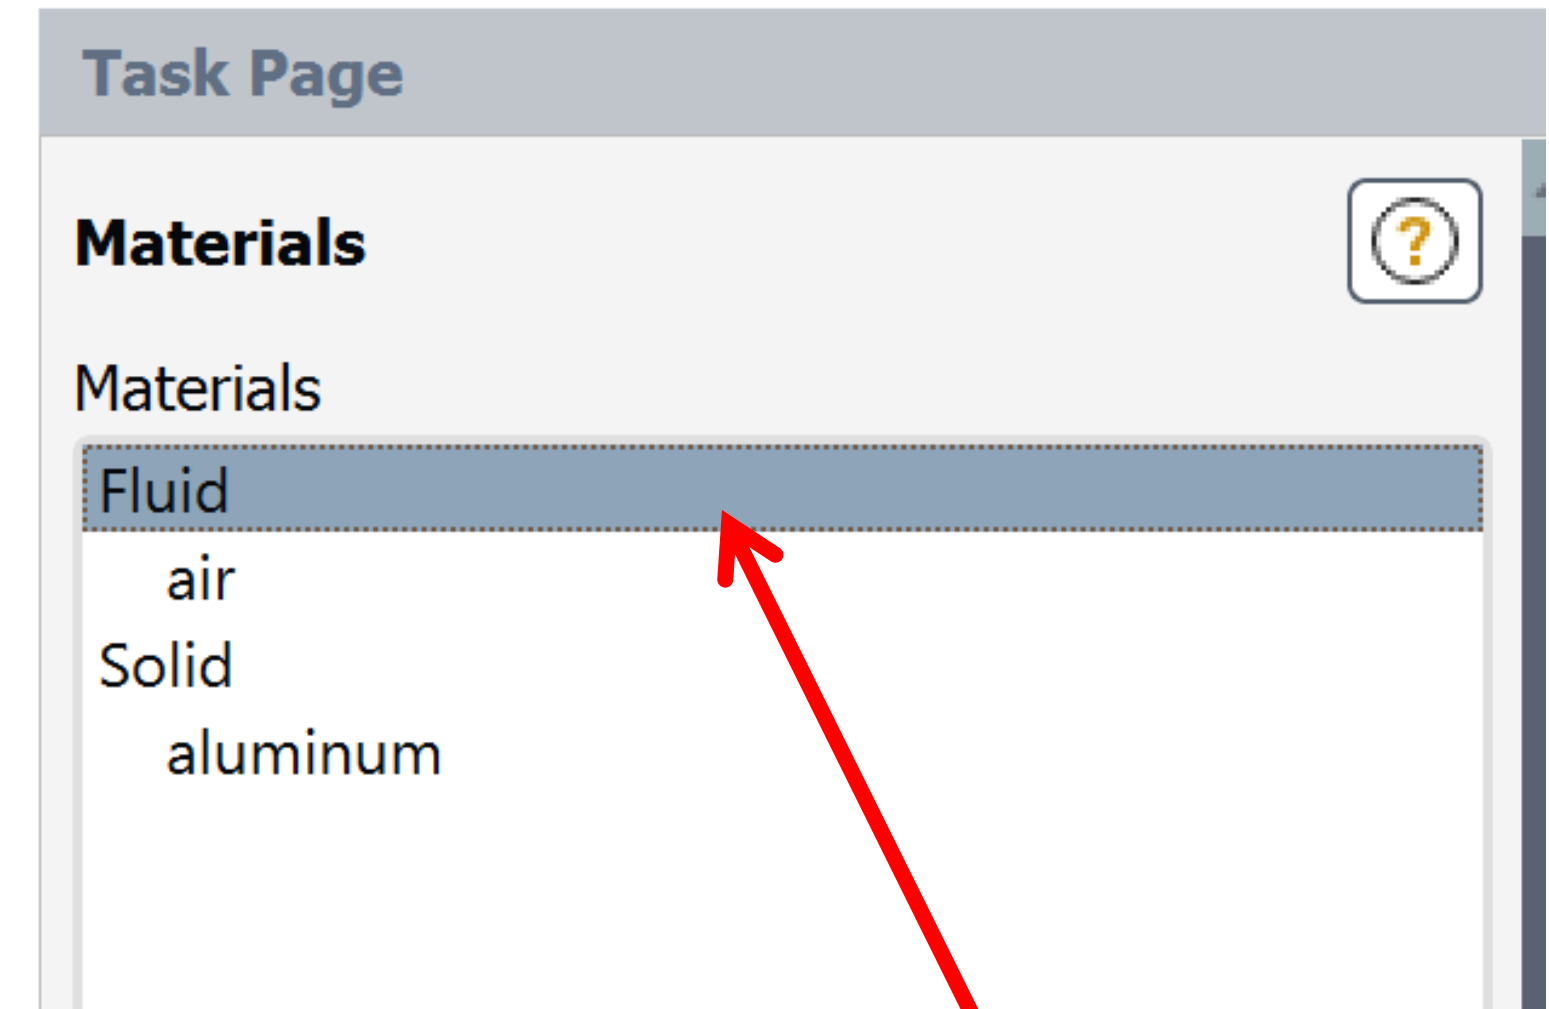 Task Page
Materials
?
Materials
Fluid
air
Solid
aluminum